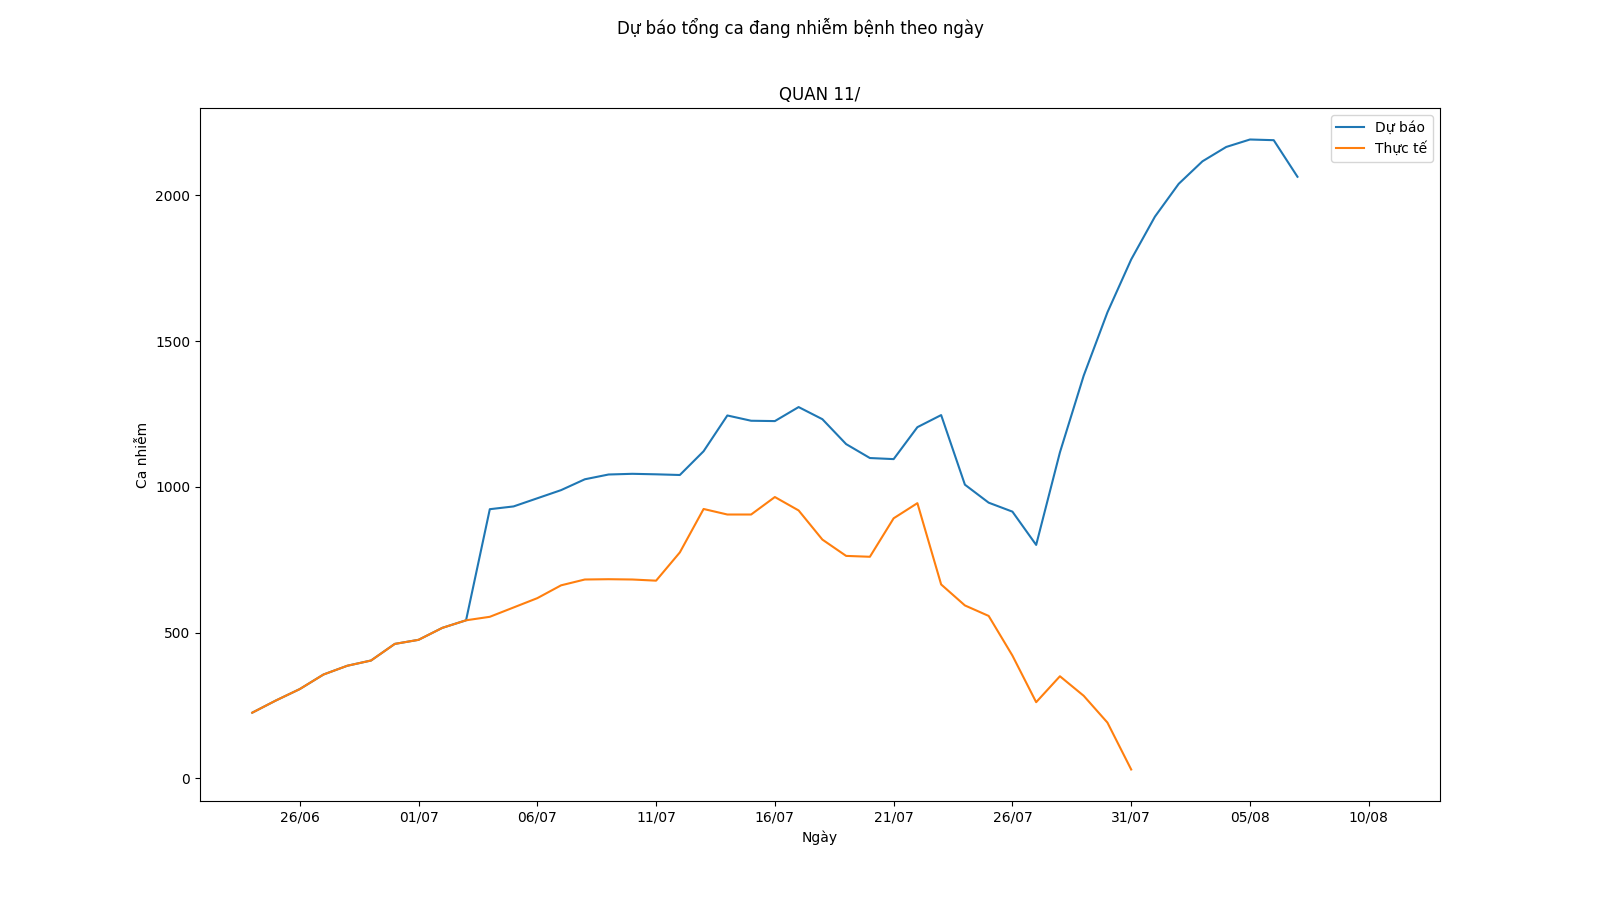 Dự báo tổng ca đang nhiễm bệnh theo ngày
QUAN 11/
Dự báo
Thực tế
2000
1500
1000
500
0
Ca nhiễm
26/06 01/07 06/07 11/07 16/07 21/07 26/07 31/07 05/08 10/08
Ngày